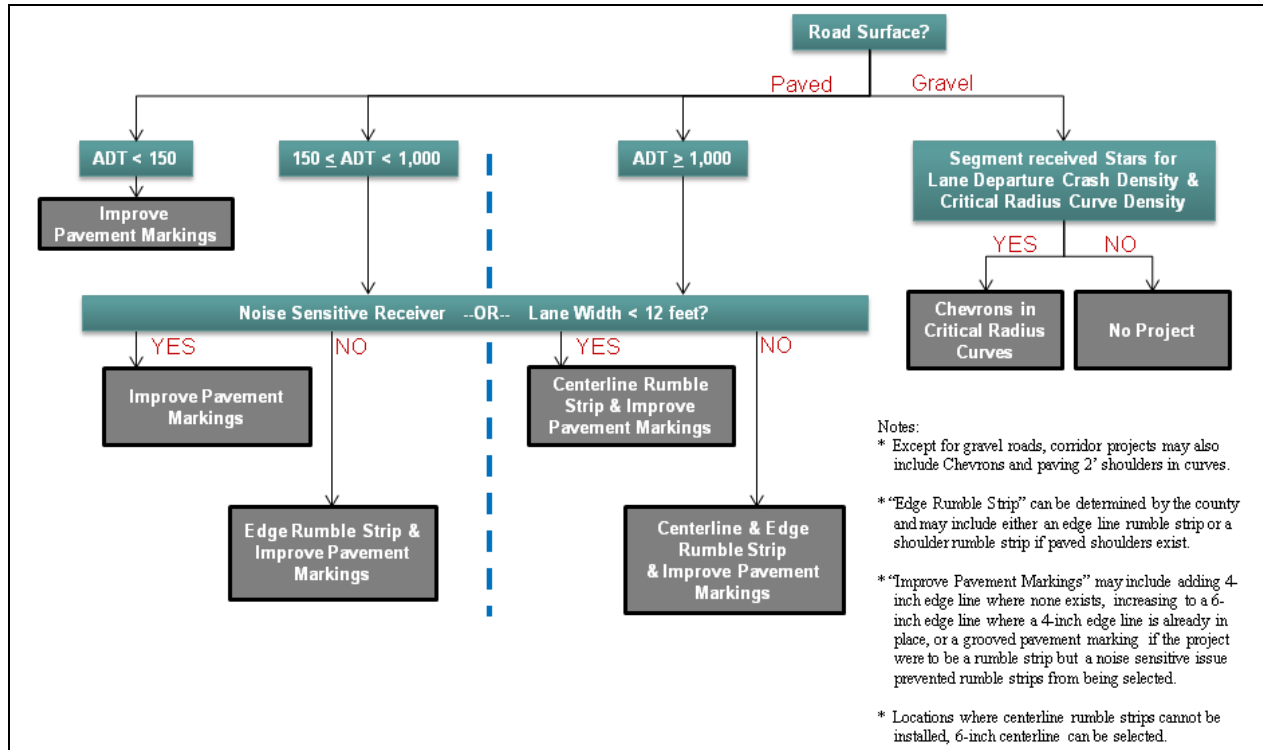 Road Surface?
Paved
Gravel
ADT < 150
150 ≤ ADT < 1,000
ADT ≥ 1,000
Segment received Stars for
Lane Departure Crash Density &
Critical Radius Curve Density
Improve
Pavement Markings
YES
NO
Chevrons in
Critical Radius
Curves
No Project
Noise Sensitive Receiver --OR-- Lane Width < 12 feet?
YES
NO
YES
NO
Improve Pavement
Markings
Centerline Rumble
Strip & Improve
Pavement Markings
Edge Rumble Strip &
Improve Pavement
Markings
Centerline & Edge
Rumble Strip
& Improve Pavement
Markings
Notes:
* Except for gravel roads, corridor projects may also
include Chevrons and paving 2' shoulders in curves.
* "Edge Rumble Strip" can be determined by the county
and may include either an edge line rumble strip or a
shoulder rumble strip if paved shoulders exist.
* "Improve Pavement Markings" may include adding 4-
inch edge line where none exists, increasing to a 6-
inch edge line where a 4-inch edge line is already in
place, or a grooved pavement marking if the project
were to be a rumble strip but a noise sensitive issue
prevented rumble strips from being selected.
* Locations where centerline rumble strips cannot be
installed, 6-inch centerline can be selected.